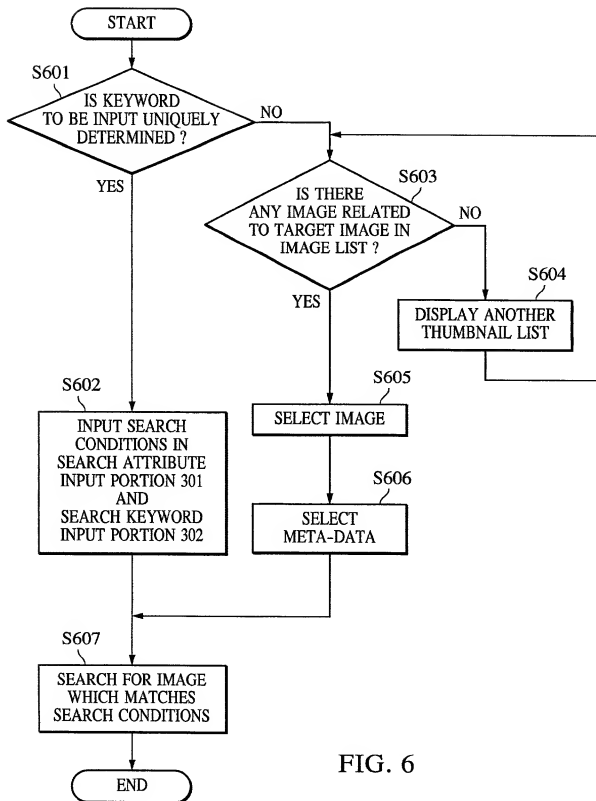 START
S601
IS KEYWORD
TO BE INPUT UNIQUELY
DETERMINED ?
NO
YES
S603
IS THERE
ANY IMAGE RELATED
TO TARGET IMAGE IN
IMAGE LIST ?
NO
YES
S604
DISPLAY ANOTHER
THUMBNAIL LIST
S602
INPUT SEARCH
CONDITIONS IN
SEARCH ATTRIBUTE
INPUT PORTION 301
AND
SEARCH KEYWORD
INPUT PORTION 302
S605
SELECT IMAGE
S606
SELECT
META-DATA
S607
SEARCH FOR IMAGE
WHICH MATCHES
SEARCH CONDITIONS
END
FIG. 6